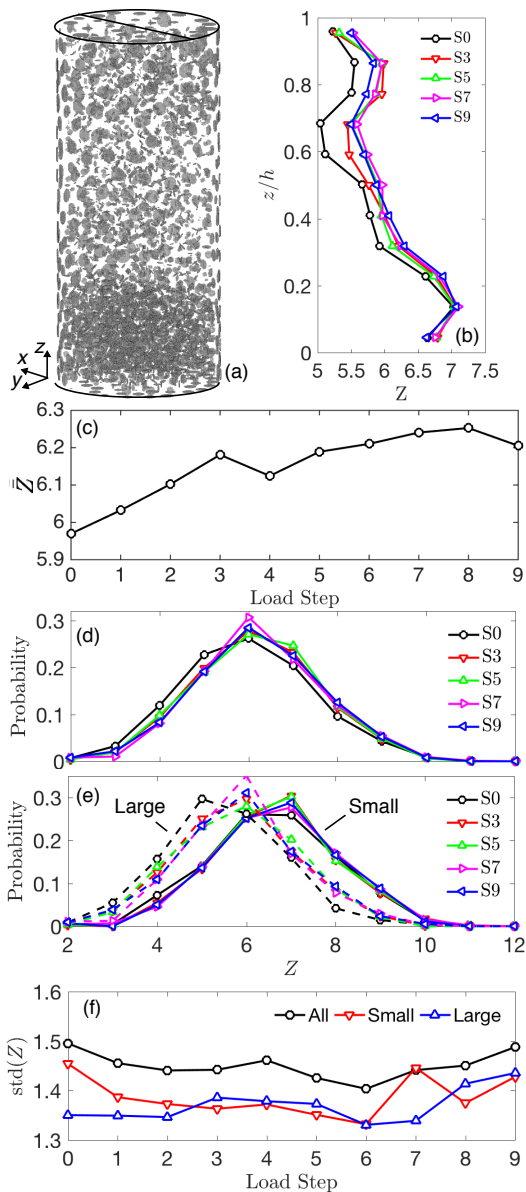 z
x
y
(a)
1
0.8
0.6
0.4
0.2
0
z/h
S0
S3
S5
S7
S9
(b)
5 5.5 6 6.5 7 7.5
Z
(c)
6.3
6.2
6.1
6
5.9
Z̄
0 1 2 3 4 5 6 7 8 9
Load Step
(d)
0.3
0.2
0.1
0
Probability
S0
S3
S5
S7
S9
(e)
0.3
0.2
0.1
0
Probability
Large
Small
S0
S3
S5
S7
S9
2 4 6 8 10 12
Z
(f)
All Small Large
1.6
1.5
1.4
1.3
std(Z)
0 1 2 3 4 5 6 7 8 9
Load Step